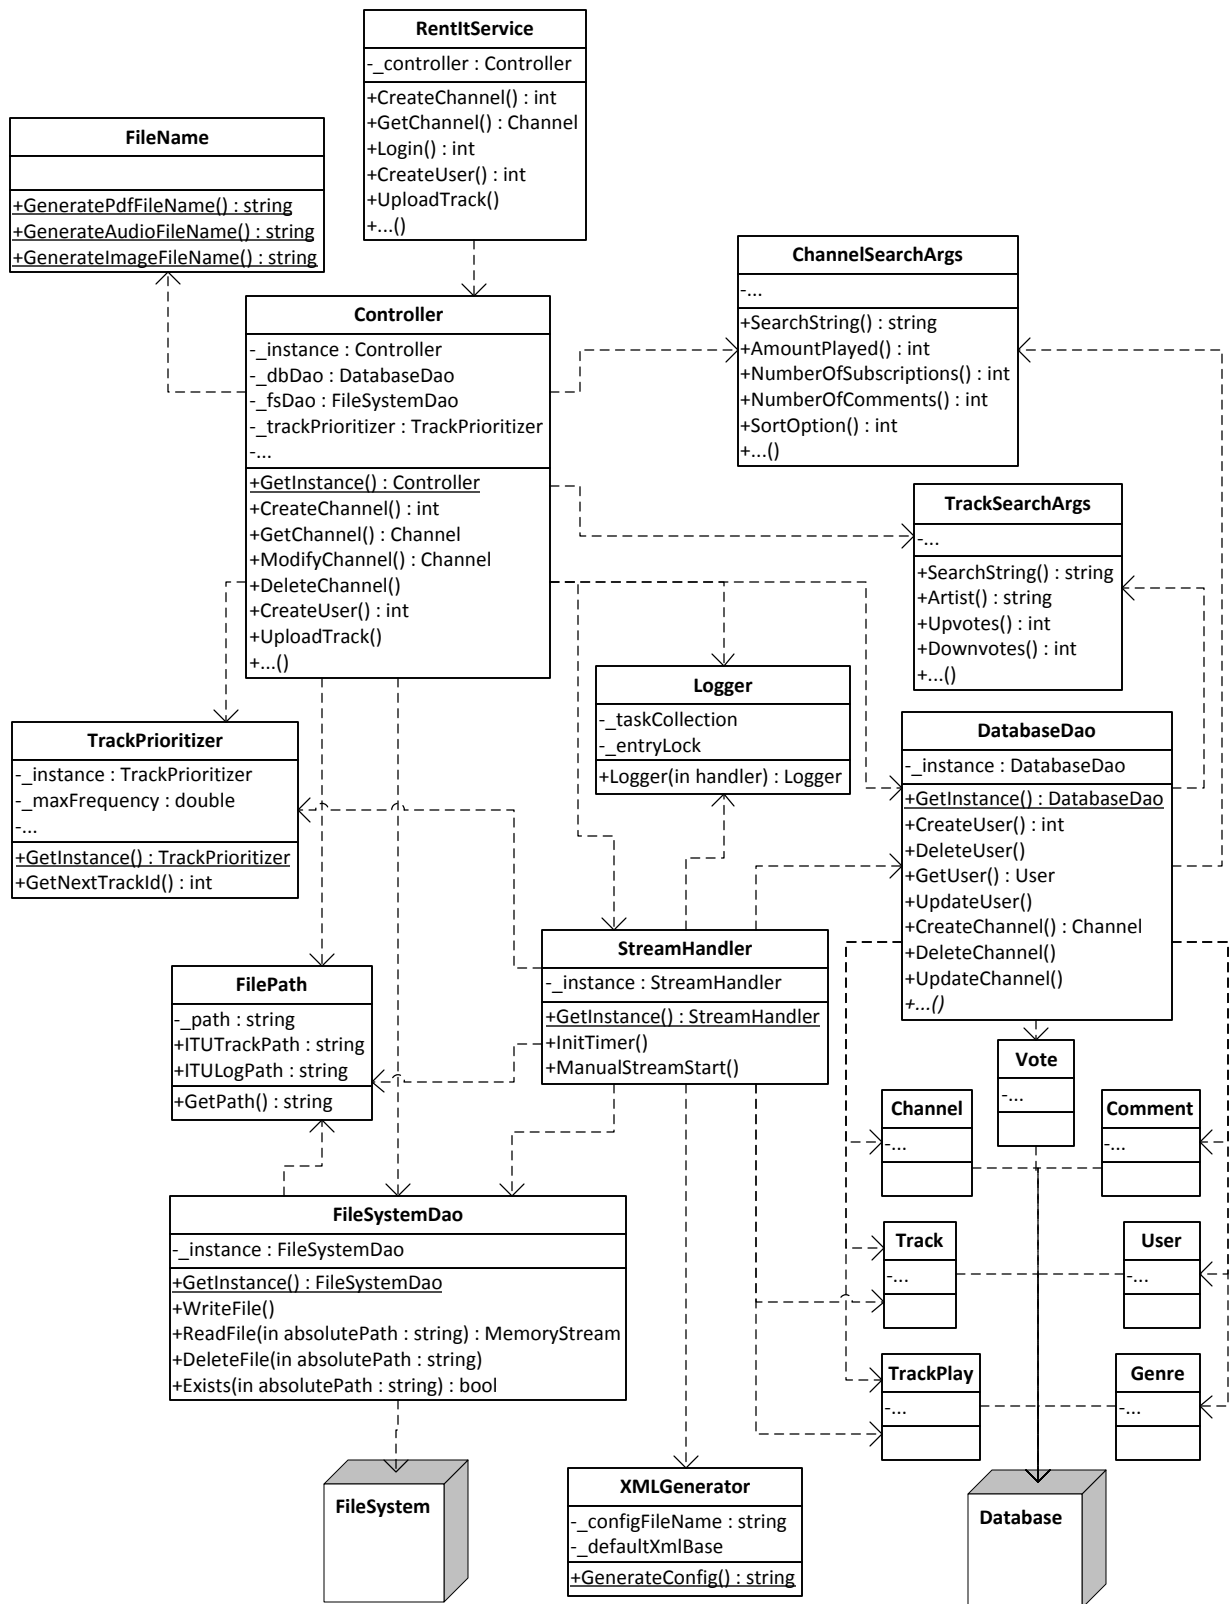 RentItService
-_controller : Controller
+CreateChannel() : int
+GetChannel() : Channel
+Login() : int
+CreateUser() : int
+UploadTrack()
+...()
FileName
+GeneratePdfFileName() : string
+GenerateAudioFileName() : string
+GenerateImageFileName() : string
ChannelSearchArgs
-...
+SearchString() : string
+AmountPlayed() : int
+NumberOfSubscriptions() : int
+NumberOfComments() : int
+SortOption() : int
+...()
Controller
-_instance : Controller
-_dbDao : DatabaseDao
-_fsDao : FileSystemDao
-_trackPrioritizer : TrackPrioritizer
-...
+GetInstance() : Controller
+CreateChannel() : int
+GetChannel() : Channel
+ModifyChannel() : Channel
+DeleteChannel()
+CreateUser() : int
+UploadTrack()
+...()
TrackSearchArgs
-...
+SearchString() : string
+Artist() : string
+Upvotes() : int
+Downvotes() : int
+...()
Logger
-_taskCollection
-_entryLock
+Logger(in handler) : Logger
TrackPrioritizer
-_instance : TrackPrioritizer
-_maxFrequency : double
-...
+GetInstance() : TrackPrioritizer
+GetNextTrackId() : int
DatabaseDao
-_instance : DatabaseDao
+GetInstance() : DatabaseDao
+CreateUser() : int
+DeleteUser()
+GetUser() : User
+UpdateUser()
+CreateChannel() : Channel
+DeleteChannel()
+UpdateChannel()
+...()
StreamHandler
-_instance : StreamHandler
+GetInstance() : StreamHandler
+InitTimer()
+ManualStreamStart()
FilePath
-_path : string
+ITUTrackPath : string
+ITULogPath : string
+GetPath() : string
Vote
-...
Channel
-...
Comment
-...
FileSystemDao
-_instance : FileSystemDao
+GetInstance() : FileSystemDao
+WriteFile()
+ReadFile(in absolutePath : string) : MemoryStream
+DeleteFile(in absolutePath : string)
+Exists(in absolutePath : string) : bool
Track
-...
User
-...
TrackPlay
-...
Genre
-...
FileSystem
XMLGenerator
-_configFileName : string
-_defaultXmlBase
+GenerateConfig() : string
Database